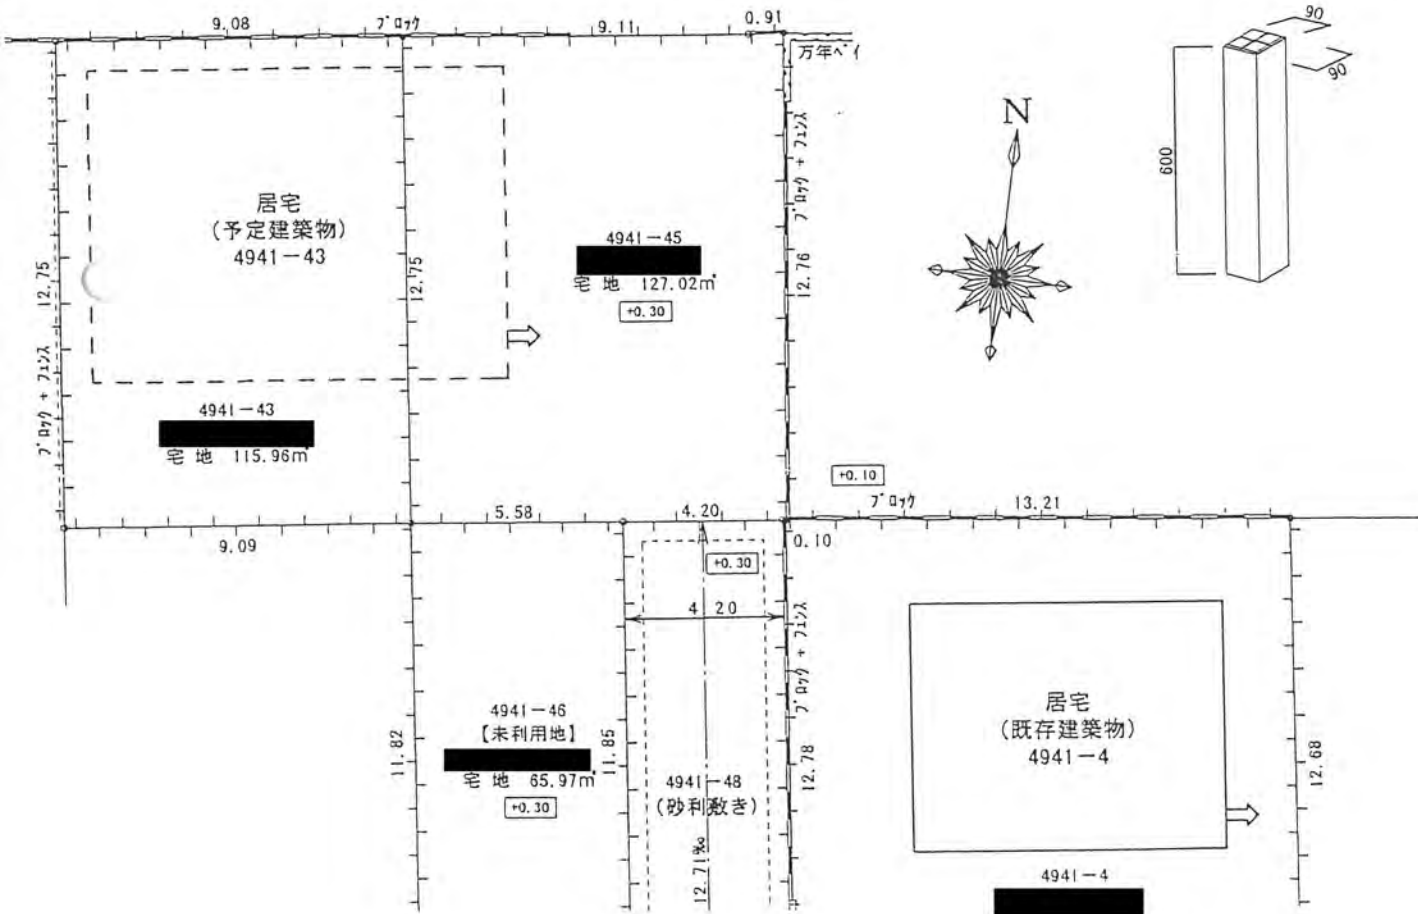 9.08
ブロック
9.11
0.91
万年ベイ
90
90
600
N
居宅
(予定建築物)
4941-43
12.75
ブロック + フェンス
12.75
4941-45
宅 地 127.02㎡
+0.30
12.76
ブロック + フェンス
4941-43
宅 地 115.96㎡
+0.10
ブロック
13.21
5.58
4.20
0.10
9.09
+0.30
4.20
ブロック + フェンス
4941-46
【未利用地】
宅 地 65.97㎡
+0.30
11.82
11.85
4941-48
(砂利敷き)
12.71‰
12.78
居宅
(既存建築物)
4941-4
12.68
4941-4